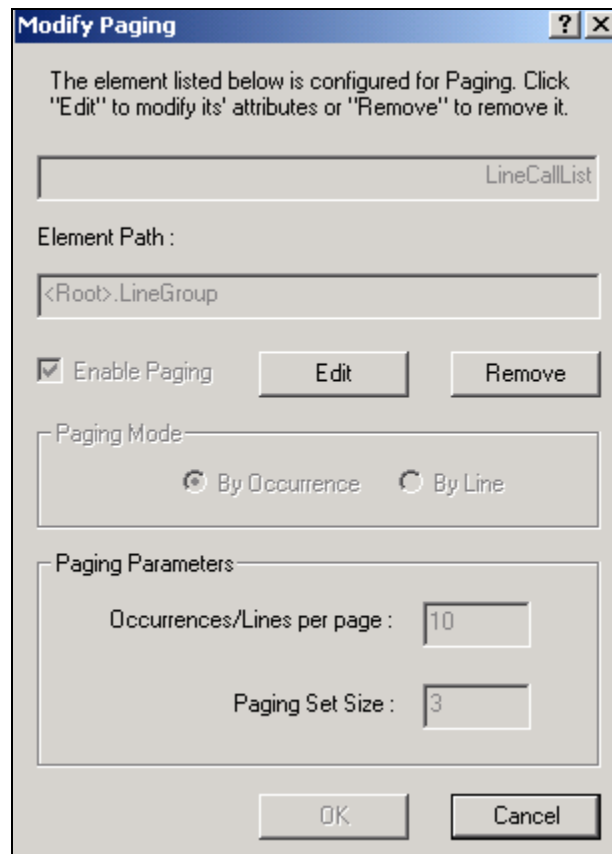 Modify Paging
The element listed below is configured for Paging. Click
"Edit" to modify its' attributes or "Remove" to remove it.
LineCallList
Element Path :
<Root>.LineGroup
Enable Paging
Edit
Remove
Paging Mode
By Occurrence
By Line
Paging Parameters
Occurrences/Lines per page :
10
Paging Set Size :
3
OK
Cancel